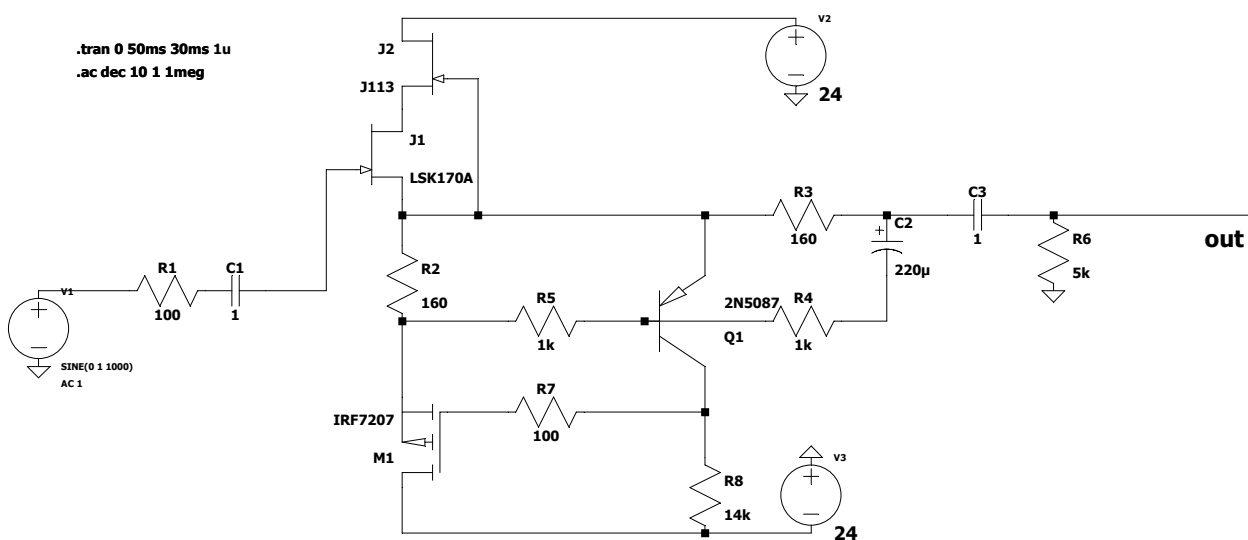 V2
.tran 0 50ms 30ms 1u
J2
.ac dec 10 1 1meg
J113
24
J1
LSK170A
R3
C3
C2
160
1
R6
out
R1
C1
R2
220µ
5k
V1
100
1
160
R5
2N5087
R4
1k
Q1
1k
SINE(0 1 1000)
AC 1
IRF7207
R7
100
M1
V3
R8
14k
24